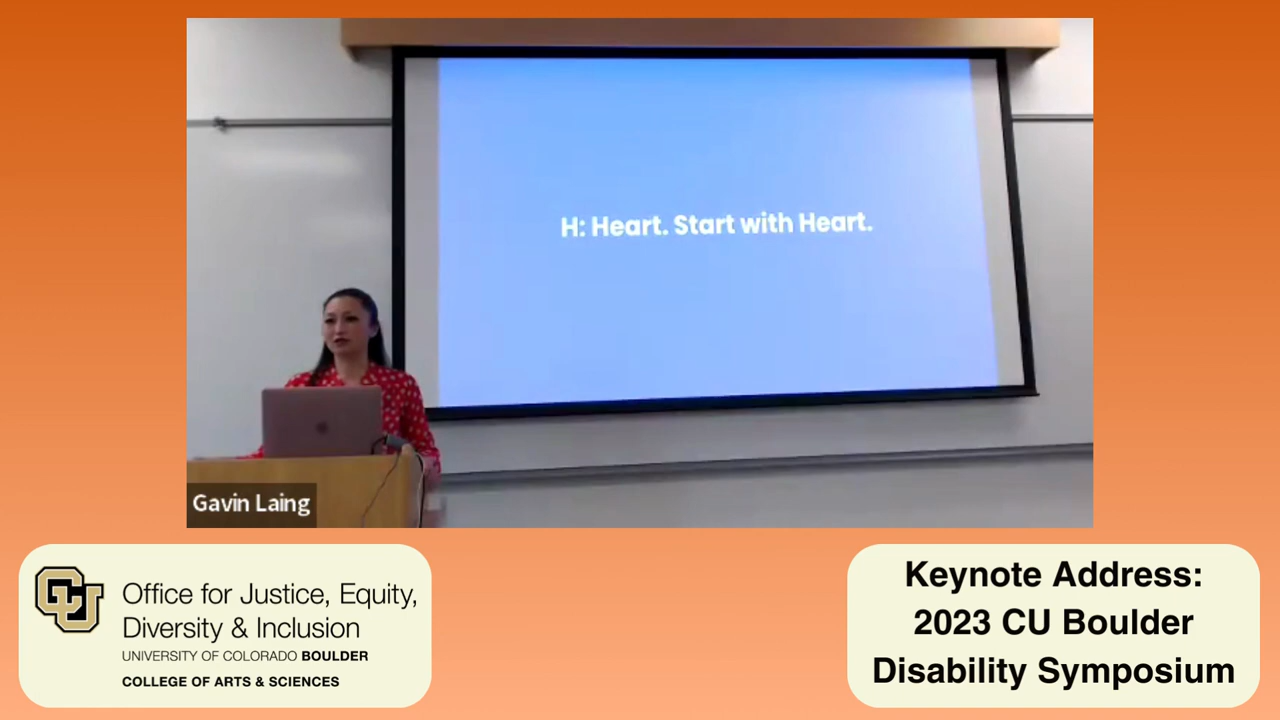 H: Heart. Start with Heart.
Gavin Laing
CU
Office for Justice, Equity,
Diversity & Inclusion
UNIVERSITY OF COLORADO BOULDER
COLLEGE OF ARTS & SCIENCES
Keynote Address:
2023 CU Boulder
Disability Symposium